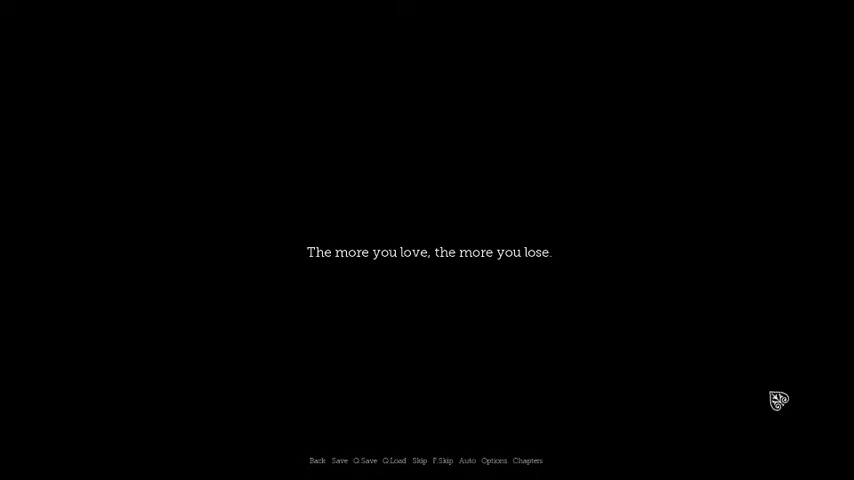 The more you love, the more you lose.
Back Save Q.Save Q.Load Skip F.Skip Auto Options Chapters